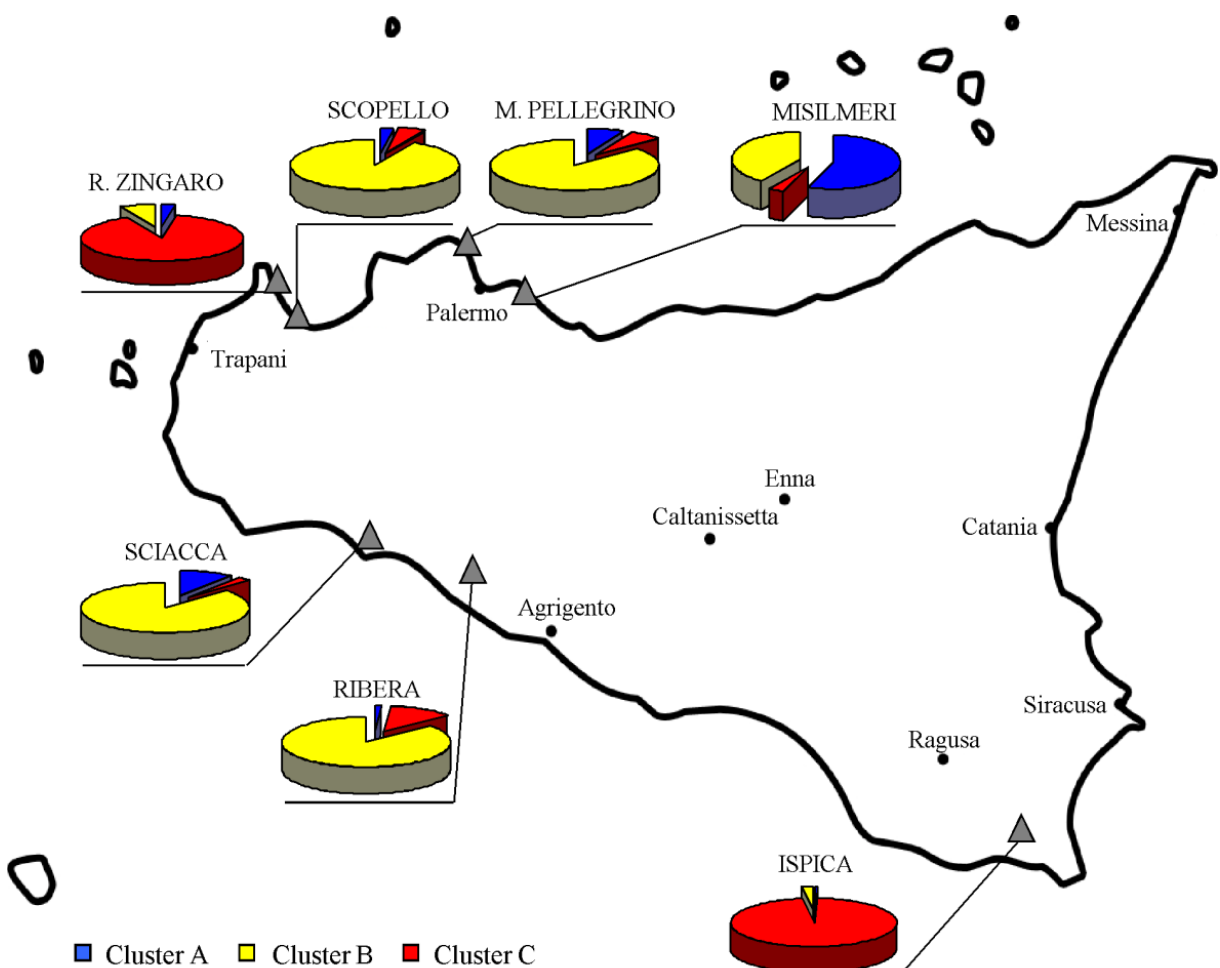 SCOPELLO
M. PELLEGRINO
MISILMERI
R. ZINGARO
Messina
Palermo
Trapani
Enna
Caltanissetta
Catania
SCIACCA
Agrigento
RIBERA
Siracusa
Ragusa
ISPICA
Cluster A Cluster B Cluster C